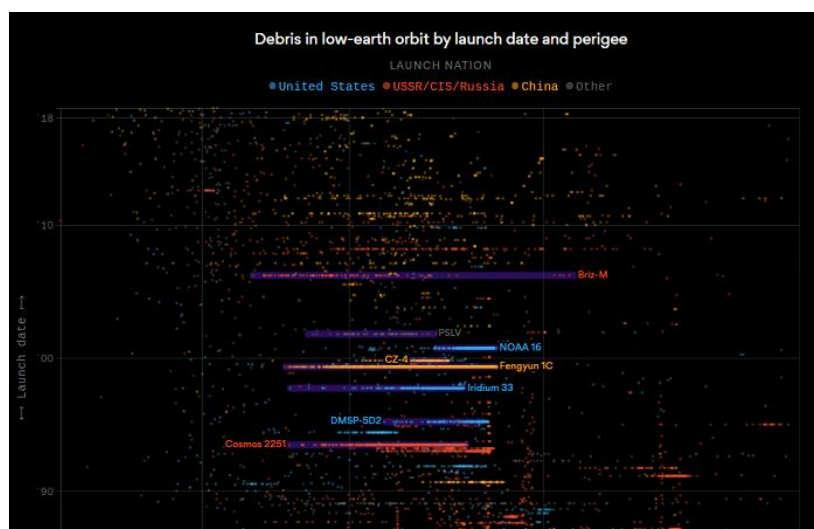 Debris in low-earth orbit by launch date and perigee
LAUNCH NATION
United States USSR/CIS/Russia China Other
'18
'10
Briz-M
PSLV
NOAA 16
'00
CZ-4
Fengyun 1C
Iridium 33
← Launch date →
DMSP-5D2
Cosmos 2251
'90